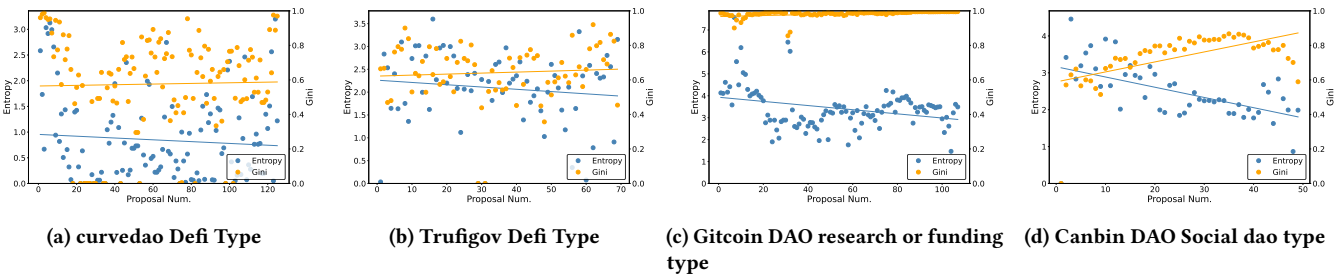 3.5
3.0
2.5
2.0
1.5
1.0
0.5
0.0
Entropy
1.0
0.8
0.6
0.4
0.2
0.0
Gini
Entropy
Gini
0 20 40 60 80 100 120
Proposal Num.
3.5
3.0
2.5
2.0
1.5
1.0
0.5
0.0
Entropy
1.0
0.8
0.6
0.4
0.2
0.0
Gini
Entropy
Gini
0 10 20 30 40 50 60 70
Proposal Num.
7
6
5
4
3
2
1
0
Entropy
1.0
0.8
0.6
0.4
0.2
0.0
Gini
Entropy
Gini
0 20 40 60 80 100
Proposal Num.
4
3
2
1
0
Entropy
1.0
0.8
0.6
0.4
0.2
0.0
Gini
Entropy
Gini
0 10 20 30 40 50
Proposal Num.
(a) curvedao Defi Type
(b) Trufigov Defi Type
(c) Gitcoin DAO research or funding
type
(d) Canbin DAO Social dao type